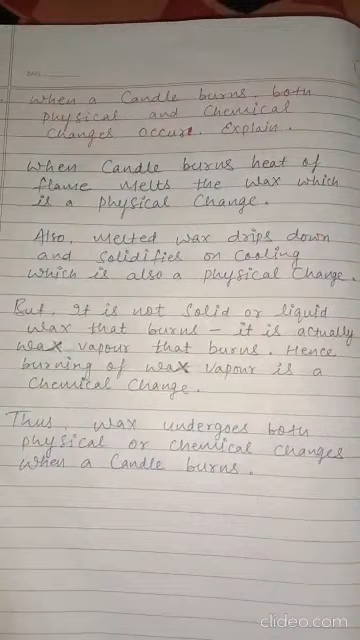 DATE
When a Candle burns, both
physical and Chemical
Changes occure. Explain.
When Candle burns heat of
flame melts the wax which
is a physical Change.
Also, melted wax drips down
and solidifies on Cooling
which is also a physical Change.
But, It is not solid or liquid
wax that burns - it is actually
wax vapour that burns. Hence
burning of wax vapour is a
Chemical Change.
Thus, wax undergoes both
physical or chemical changes
when a Candle burns.
clideo.com